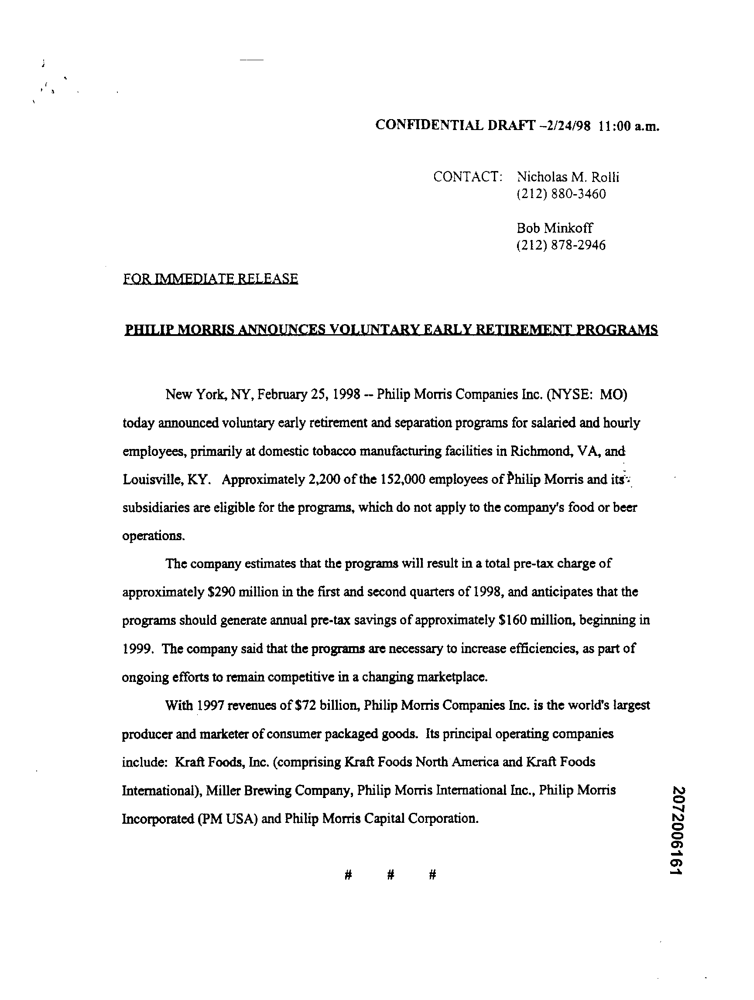 CONFIDENTIAL DRAFT –2/24/98 11:00 a.m.
CONTACT: Nicholas M. Rolli
(212) 880-3460
Bob Minkoff
(212) 878-2946
FOR IMMEDIATE RELEASE
PHILIP MORRIS ANNOUNCES VOLUNTARY EARLY RETIREMENT PROGRAMS
New York, NY, February 25, 1998 -- Philip Morris Companies Inc. (NYSE: MO)
today announced voluntary early retirement and separation programs for salaried and hourly
employees, primarily at domestic tobacco manufacturing facilities in Richmond, VA, and
Louisville, KY. Approximately 2,200 of the 152,000 employees of Philip Morris and its
subsidiaries are eligible for the programs, which do not apply to the company's food or beer
operations.
The company estimates that the programs will result in a total pre-tax charge of
approximately $290 million in the first and second quarters of 1998, and anticipates that the
programs should generate annual pre-tax savings of approximately $160 million, beginning in
1999. The company said that the programs are necessary to increase efficiencies, as part of
ongoing efforts to remain competitive in a changing marketplace.
With 1997 revenues of $72 billion, Philip Morris Companies Inc. is the world's largest
producer and marketer of consumer packaged goods. Its principal operating companies
include: Kraft Foods, Inc. (comprising Kraft Foods North America and Kraft Foods
International), Miller Brewing Company, Philip Morris International Inc., Philip Morris
Incorporated (PM USA) and Philip Morris Capital Corporation.
# # #
2072006161